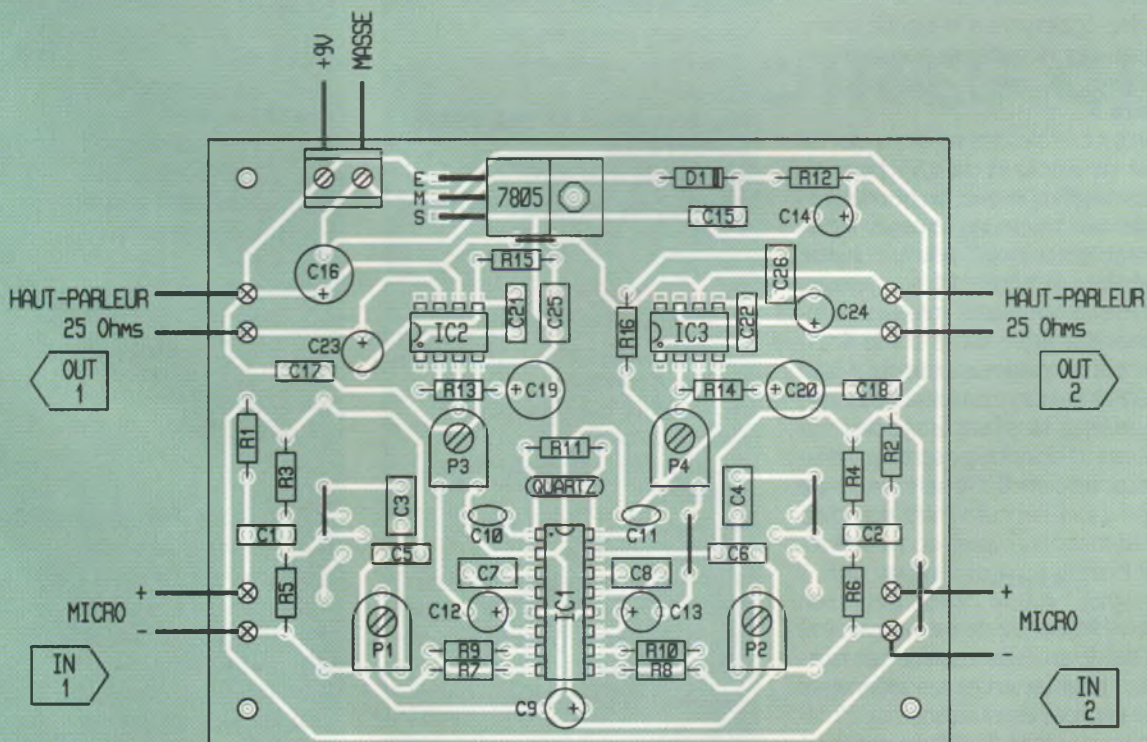 +9V
MASSE
E
M
S
7805
D1
R12
C15
C14
C16
R15
C26
HAUT-PARLEUR
25 Ohms
OUT
1
C23
IC2
C21
C25
R16
IC3
C22
C24
HAUT-PARLEUR
25 Ohms
OUT
2
C17
R13
C19
R14
C20
C18
R1
R3
P3
R11
P4
R4
R2
QUARTZ
C3
C4
C1
C10
C11
C2
C5
C6
R5
C7
C8
R6
MICRO
+
-
C12
IC1
C13
MICRO
+
-
P1
R9
R7
R10
R8
P2
IN
1
C9
IN
2